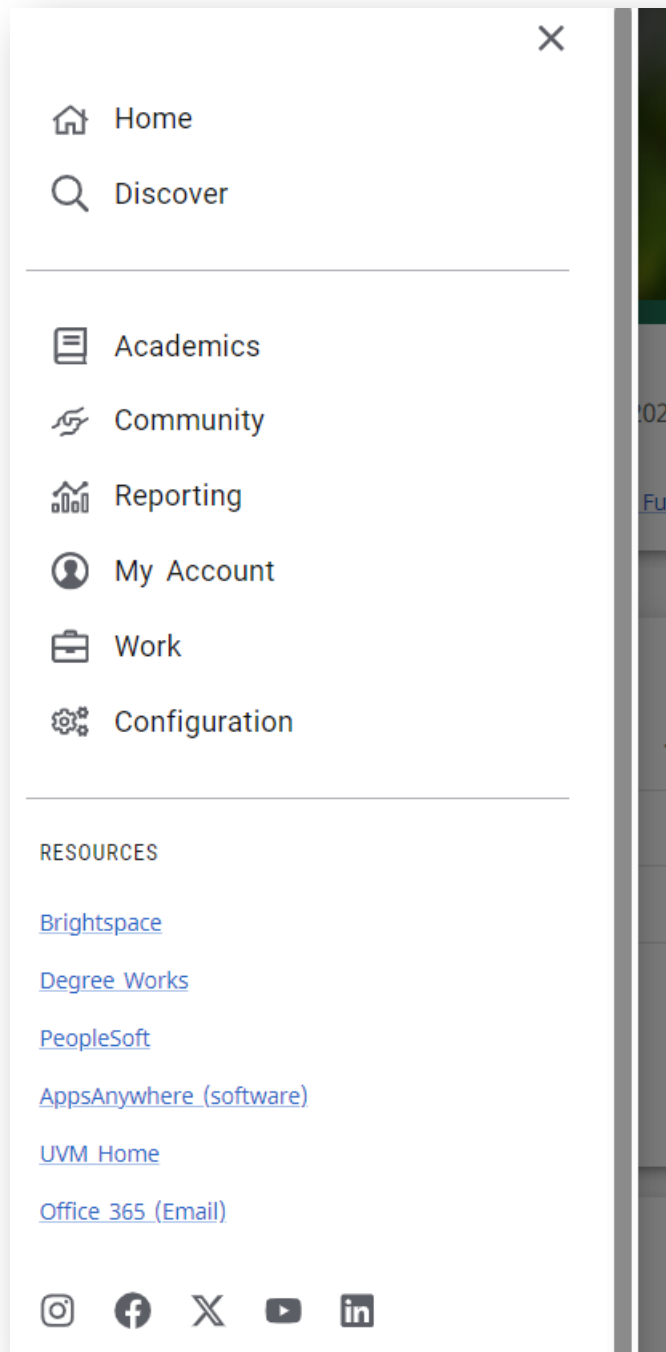 Home
Discover
Academics
Community
Reporting
My Account
Work
Configuration
RESOURCES
Brightspace
Degree Works
PeopleSoft
AppsAnywhere (software)
UVM Home
Office 365 (Email)